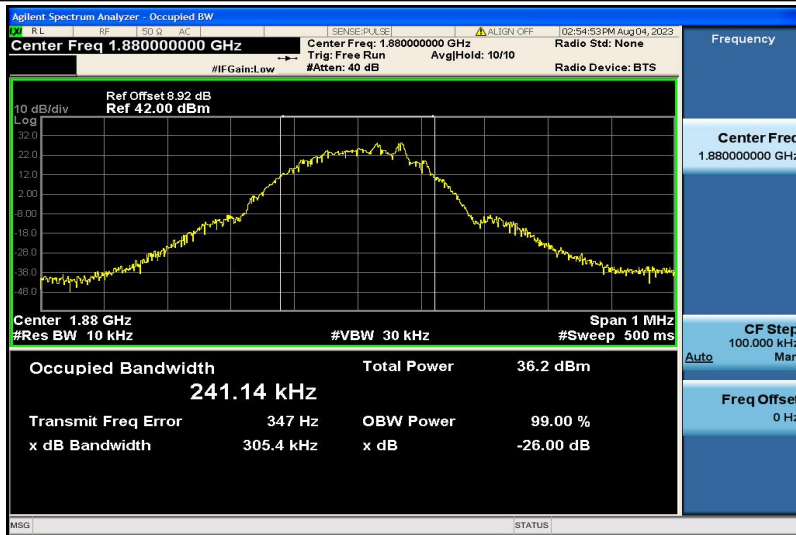 Agilent Spectrum Analyzer - Occupied BW
LXI RL RF 50 Ω AC SENSE:PULSE ALIGN OFF 02:54:53 PM Aug 04, 2023
Center Freq 1.880000000 GHz
Center Freq: 1.880000000 GHz Radio Std: None
Trig: Free Run Avg|Hold: 10/10
#IFGain:Low #Atten: 40 dB Radio Device: BTS
Ref Offset 8.92 dB
10 dB/div Ref 42.00 dBm
Log
32.0
22.0
12.0
2.00
-8.00
-18.0
-28.0
-38.0
-48.0
Center 1.88 GHz Span 1 MHz
#Res BW 10 kHz #VBW 30 kHz #Sweep 500 ms
Occupied Bandwidth Total Power 36.2 dBm
241.14 kHz
Transmit Freq Error 347 Hz OBW Power 99.00 %
x dB Bandwidth 305.4 kHz x dB -26.00 dB
MSG STATUS
Frequency
Center Freq
1.880000000 GHz
CF Step
100.000 kHz
Auto Man
Freq Offset
0 Hz